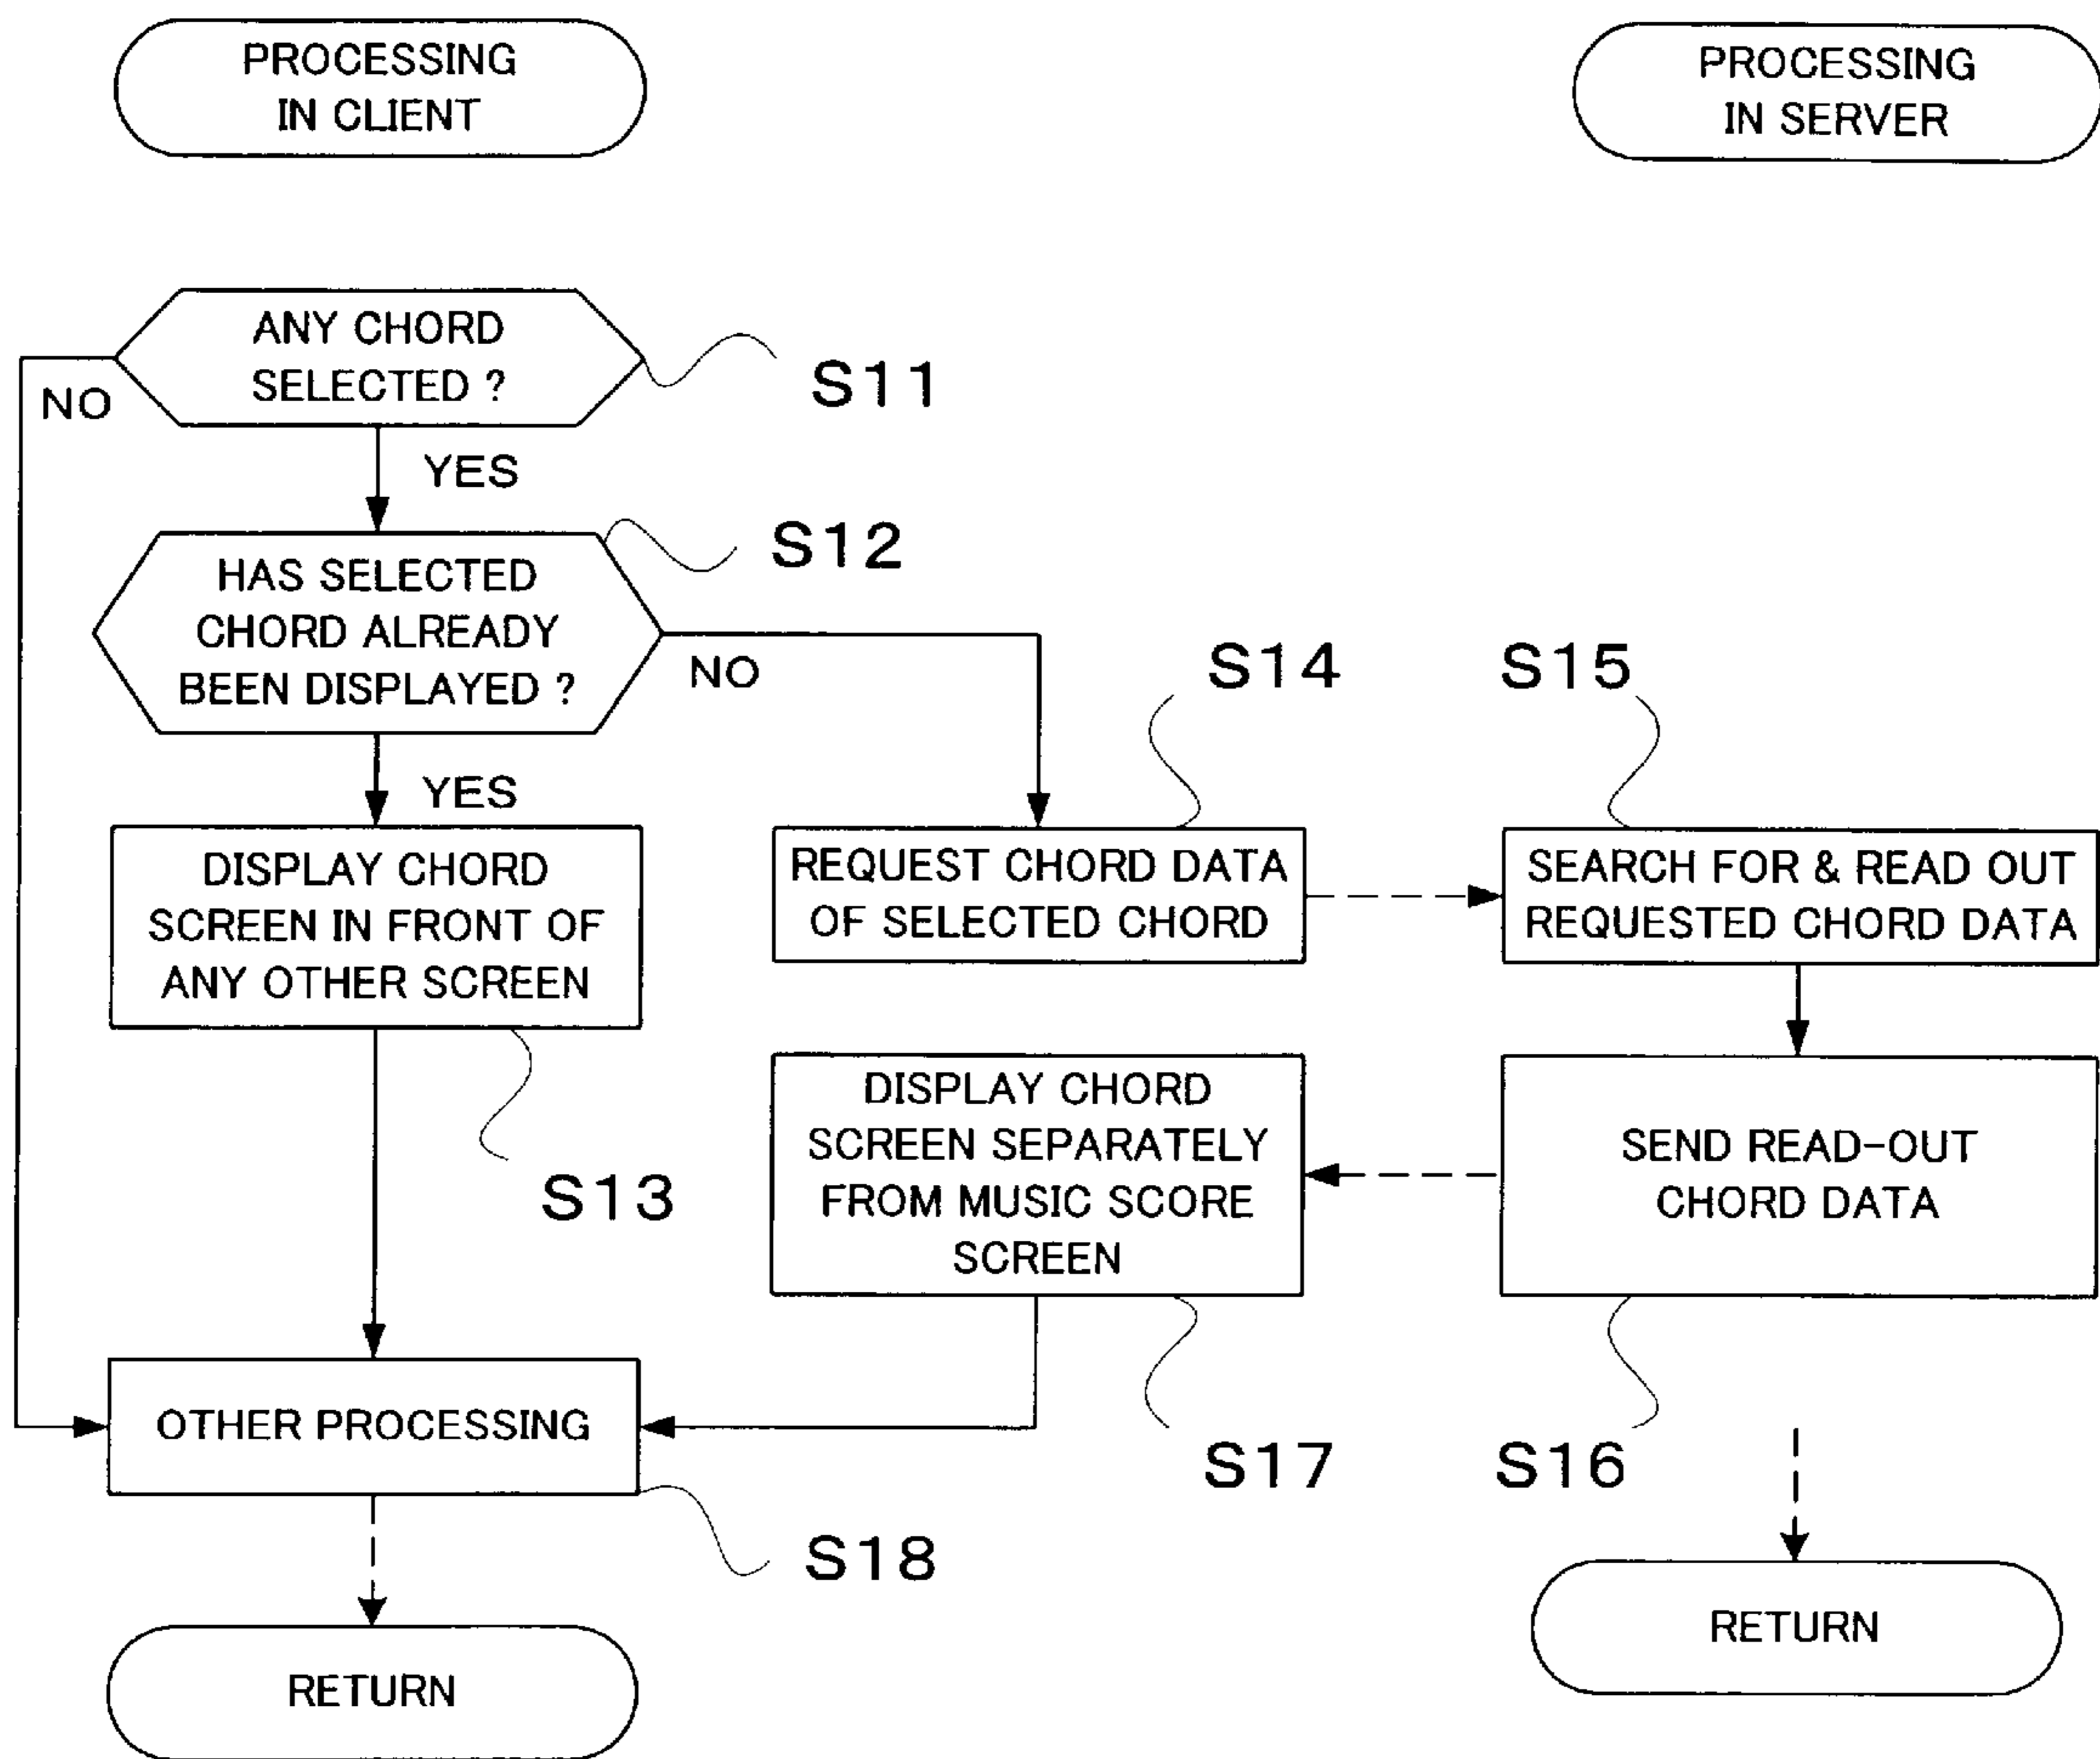 PROCESSING
IN CLIENT
PROCESSING
IN SERVER
ANY CHORD
SELECTED ?
S11
NO
YES
S12
HAS SELECTED
CHORD ALREADY
BEEN DISPLAYED ?
NO
YES
S14
S15
DISPLAY CHORD
SCREEN IN FRONT OF
ANY OTHER SCREEN
S13
REQUEST CHORD DATA
OF SELECTED CHORD
SEARCH FOR & READ OUT
REQUESTED CHORD DATA
DISPLAY CHORD
SCREEN SEPARATELY
FROM MUSIC SCORE
SCREEN
SEND READ-OUT
CHORD DATA
S17
S16
OTHER PROCESSING
S18
RETURN
RETURN